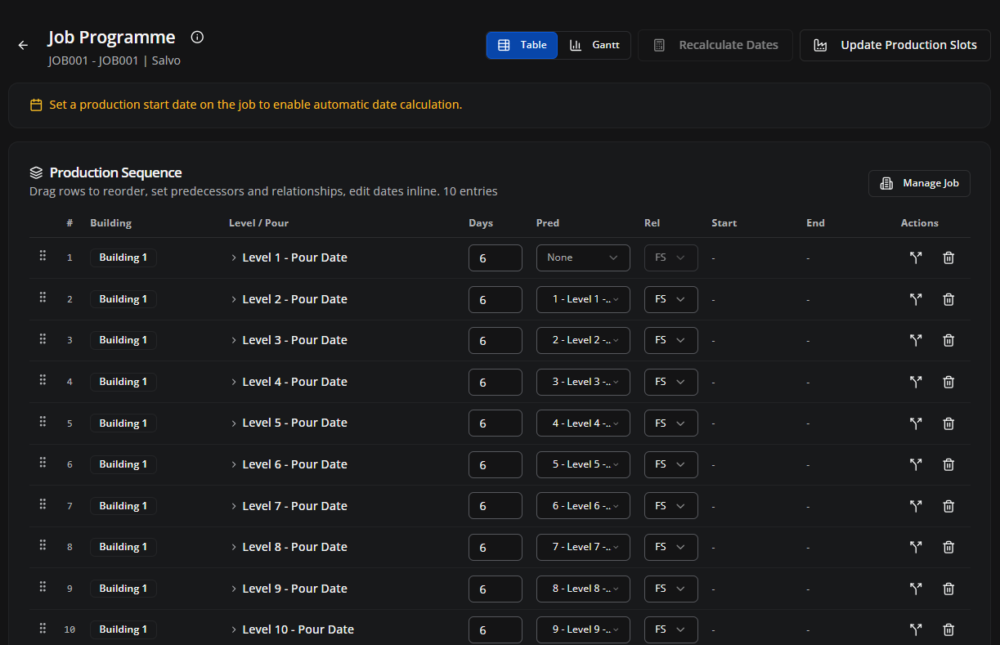 Job Programme
JOB001 - JOB001 | Salvo
Table Gantt Recalculate Dates Update Production Slots
Set a production start date on the job to enable automatic date calculation.
Production Sequence
Drag rows to reorder, set predecessors and relationships, edit dates inline. 10 entries
Manage Job
# Building Level / Pour Days Pred Rel Start End Actions
1 Building 1 Level 1 - Pour Date 6 None FS - -
2 Building 1 Level 2 - Pour Date 6 1 - Level 1 -.. FS - -
3 Building 1 Level 3 - Pour Date 6 2 - Level 2 -.. FS - -
4 Building 1 Level 4 - Pour Date 6 3 - Level 3 -.. FS - -
5 Building 1 Level 5 - Pour Date 6 4 - Level 4 -.. FS - -
6 Building 1 Level 6 - Pour Date 6 5 - Level 5 -.. FS - -
7 Building 1 Level 7 - Pour Date 6 6 - Level 6 -.. FS - -
8 Building 1 Level 8 - Pour Date 6 7 - Level 7 -.. FS - -
9 Building 1 Level 9 - Pour Date 6 8 - Level 8 -.. FS - -
10 Building 1 Level 10 - Pour Date 6 9 - Level 9 -.. FS - -